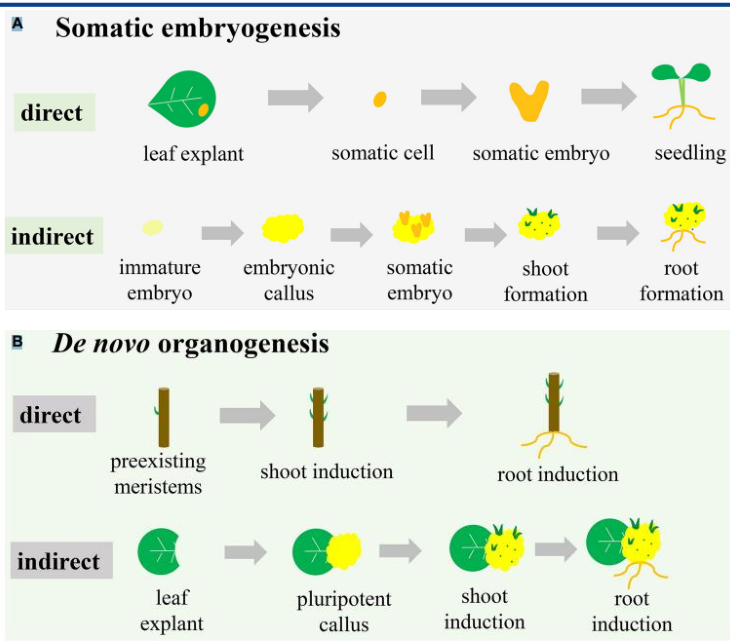 A Somatic embryogenesis
direct
leaf explant
somatic cell
somatic embryo
seedling
indirect
immature
embryo
embryonic
callus
somatic
embryo
shoot
formation
root
formation
B De novo organogenesis
direct
preexisting
meristems
shoot induction
root induction
indirect
leaf
explant
pluripotent
callus
shoot
induction
root
induction